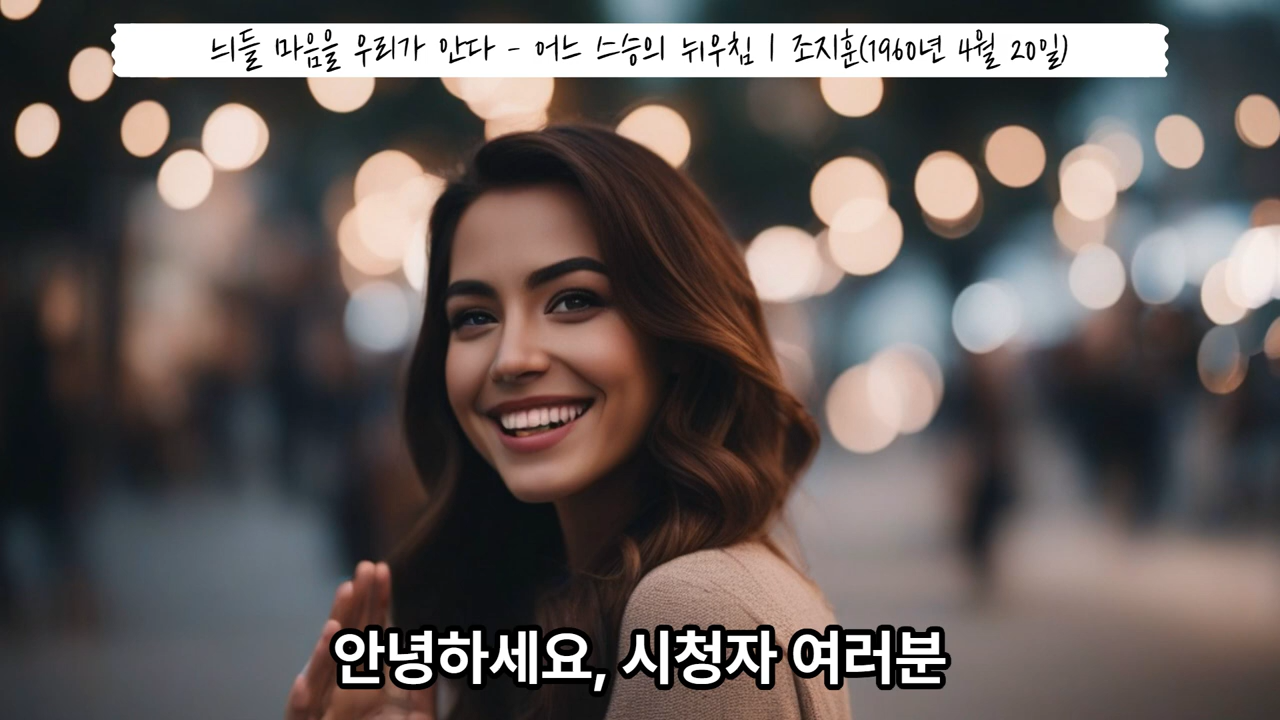 늬들 마음을 우리가 안다 - 어느 스승의 뉘우침 | 조지훈(1960년 4월 20일)
안녕하세요, 시청자 여러분